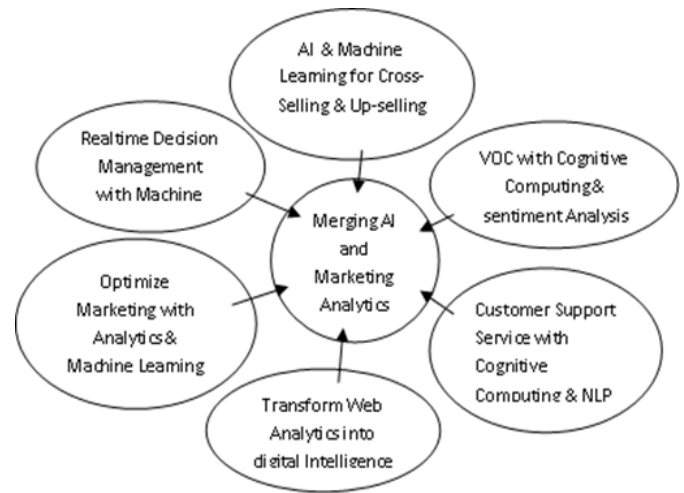 AI & Machine
Learning for Cross-
Selling & Up-selling
Realtime Decision
Management
with Machine
VOC with Cognitive
Computing &
sentiment Analysis
Merging AI
and
Marketing
Analytics
Optimize
Marketing with
Analytics &
Machine Learning
Customer Support
Service with
Cognitive
Computing & NLP
Transform Web
Analytics into
digital Intelligence